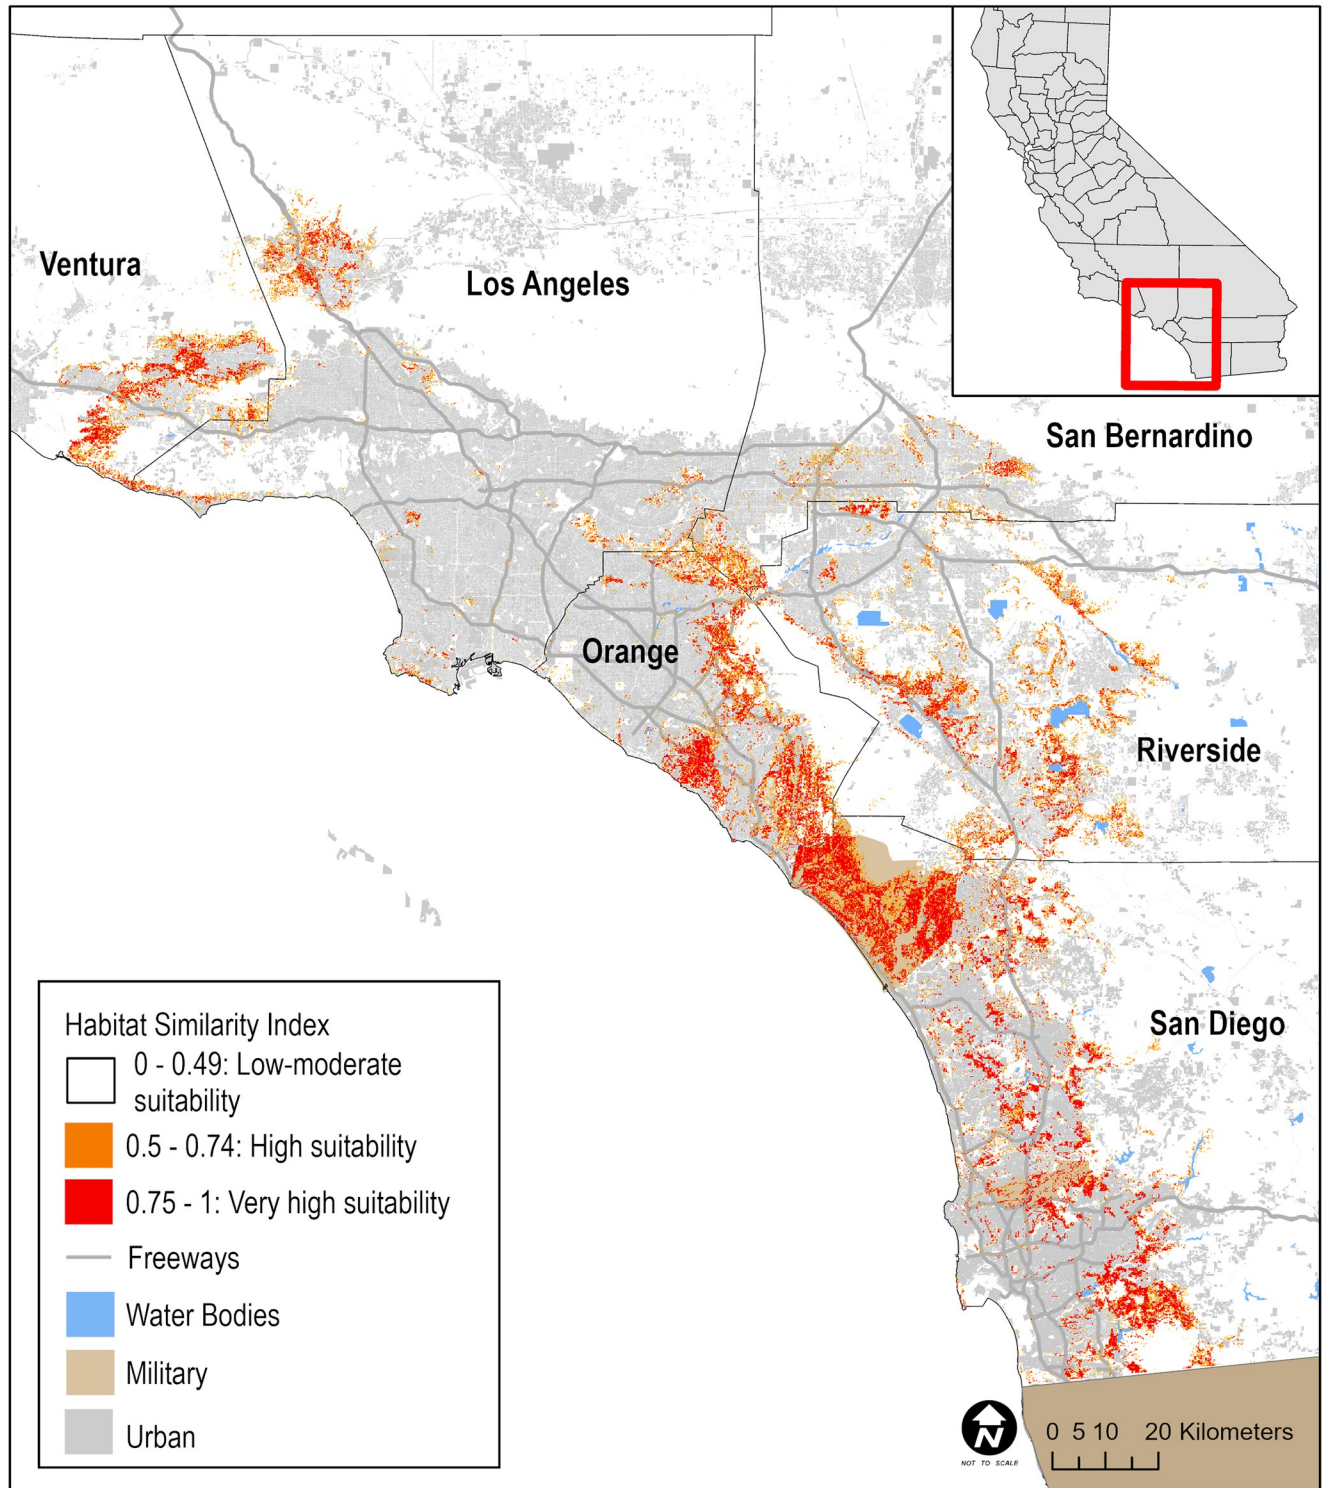 Ventura
Los Angeles
San Bernardino
Orange
Riverside
San Diego
Habitat Similarity Index
0 - 0.49: Low-moderate
suitability
0.5 - 0.74: High suitability
0.75 - 1: Very high suitability
Freeways
Water Bodies
Military
Urban
N
NOT TO SCALE
0 5 10 20 Kilometers